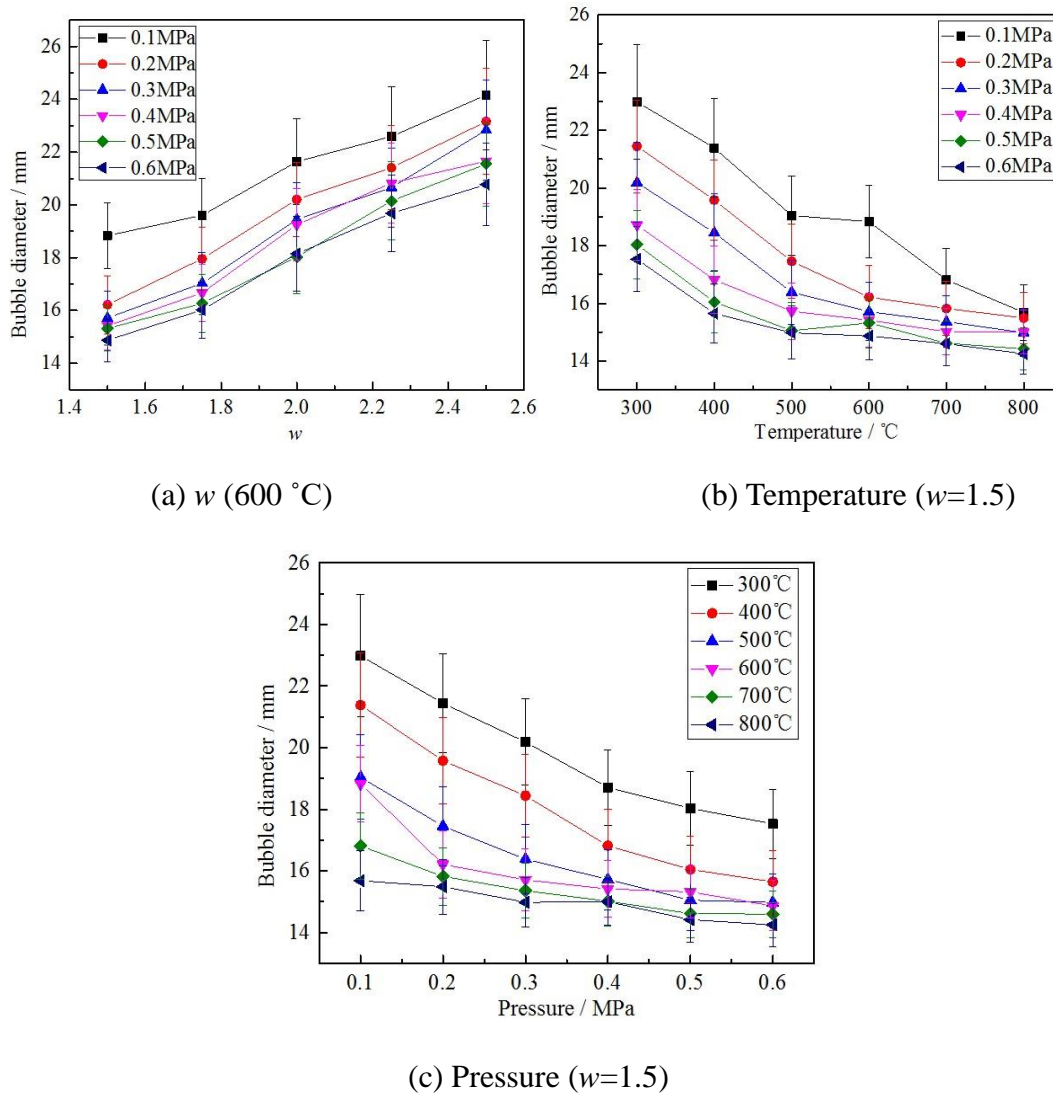 26
24
22
20
18
16
14
Bubble diameter / mm
0.1MPa
0.2MPa
0.3MPa
0.4MPa
0.5MPa
0.6MPa
1.4 1.6 1.8 2.0 2.2 2.4 2.6
w
(a) w (600 ˚C)
26
24
22
20
18
16
14
Bubble diameter / mm
0.1MPa
0.2MPa
0.3MPa
0.4MPa
0.5MPa
0.6MPa
300 400 500 600 700 800
Temperature / ℃
(b) Temperature (w=1.5)
26
24
22
20
18
16
14
Bubble diameter / mm
300℃
400℃
500℃
600℃
700℃
800℃
0.1 0.2 0.3 0.4 0.5 0.6
Pressure / MPa
(c) Pressure (w=1.5)